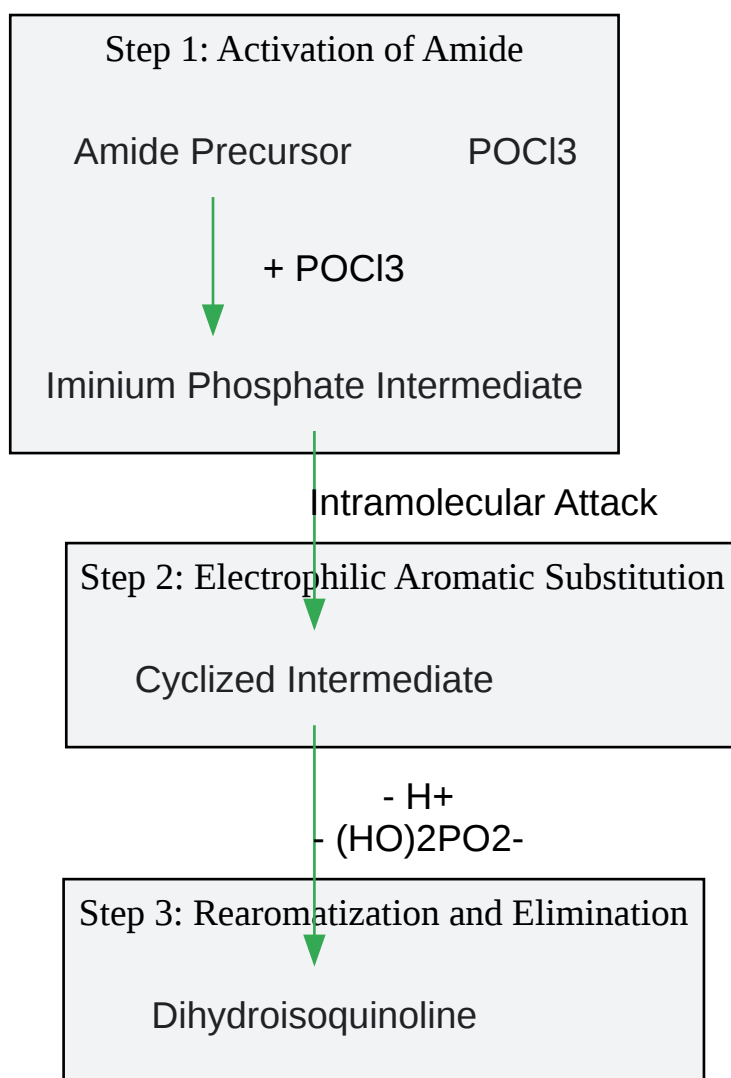 Step 1: Activation of Amide
Amide Precursor
POCl3
+ POCl3
Iminium Phosphate Intermediate
Intramolecular Attack
Step 2: Electrophilic Aromatic Substitution
Cyclized Intermediate
- H+
- (HO)2PO2-
Step 3: Rearomatization and Elimination
Dihydroisoquinoline